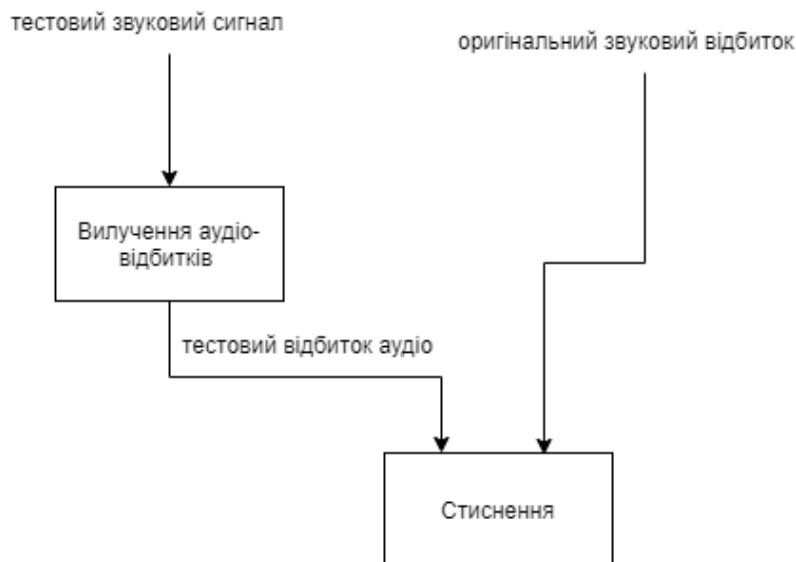 тестовий звуковий сигнал
оригінальний звуковий відбиток
Вилучення аудіо-
відбитків
тестовий відбиток аудіо
Стиснення